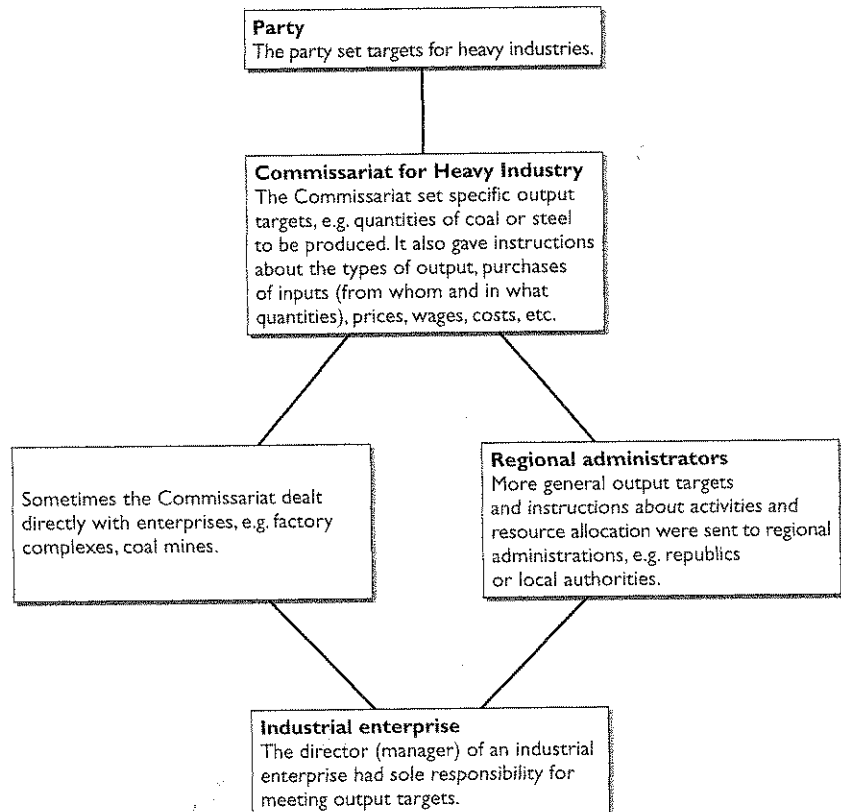 Party
The party set targets for heavy industries.
Commissariat for Heavy Industry
The Commissariat set specific output
targets, e.g. quantities of coal or steel
to be produced. It also gave instructions
about the types of output, purchases
of inputs (from whom and in what
quantities), prices, wages, costs, etc.
Sometimes the Commissariat dealt
directly with enterprises, e.g. factory
complexes, coal mines.
Regional administrators
More general output targets
and instructions about activities and
resource allocation were sent to regional
administrations, e.g. republics
or local authorities.
Industrial enterprise
The director (manager) of an industrial
enterprise had sole responsibility for
meeting output targets.